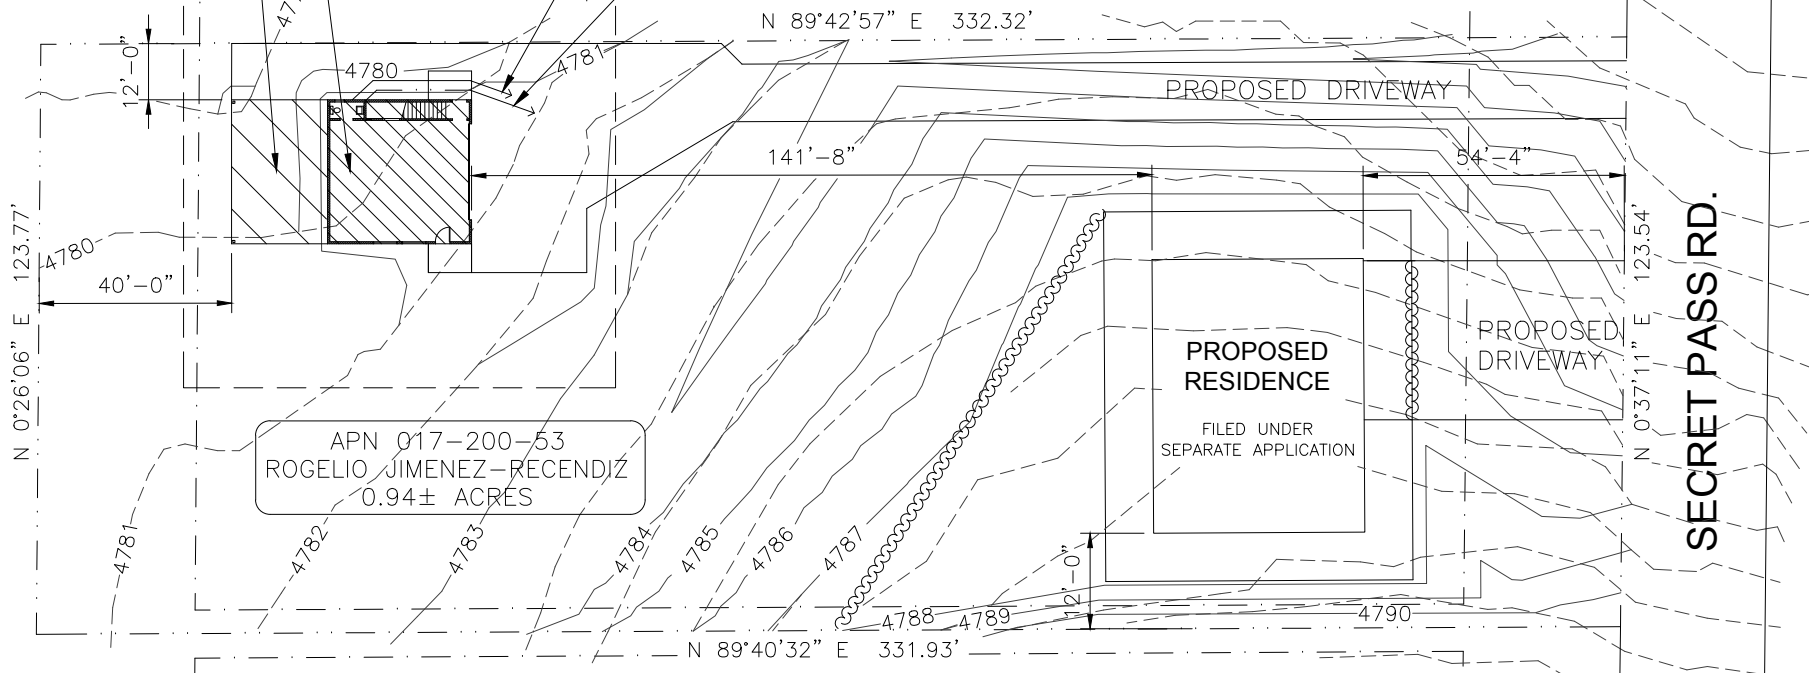 N 89°42'57" E 332.32'
477
12'-0"
4780
4781
PROPOSED DRIVEWAY
141'-8"
54'-4"
N 0°26'06" E 123.77'
4780
40'-0"
N 0°37'11" E 123.54'
SECRET PASS RD.
PROPOSED
DRIVEWAY
PROPOSED
RESIDENCE
FILED UNDER
SEPARATE APPLICATION
APN 017-200-53
ROGELIO JIMENEZ-RECENDIZ
0.94± ACRES
4781
4782
4783
4784
4785
4786
4787
12'-0"
4788
4789
4790
N 89°40'32" E 331.93'